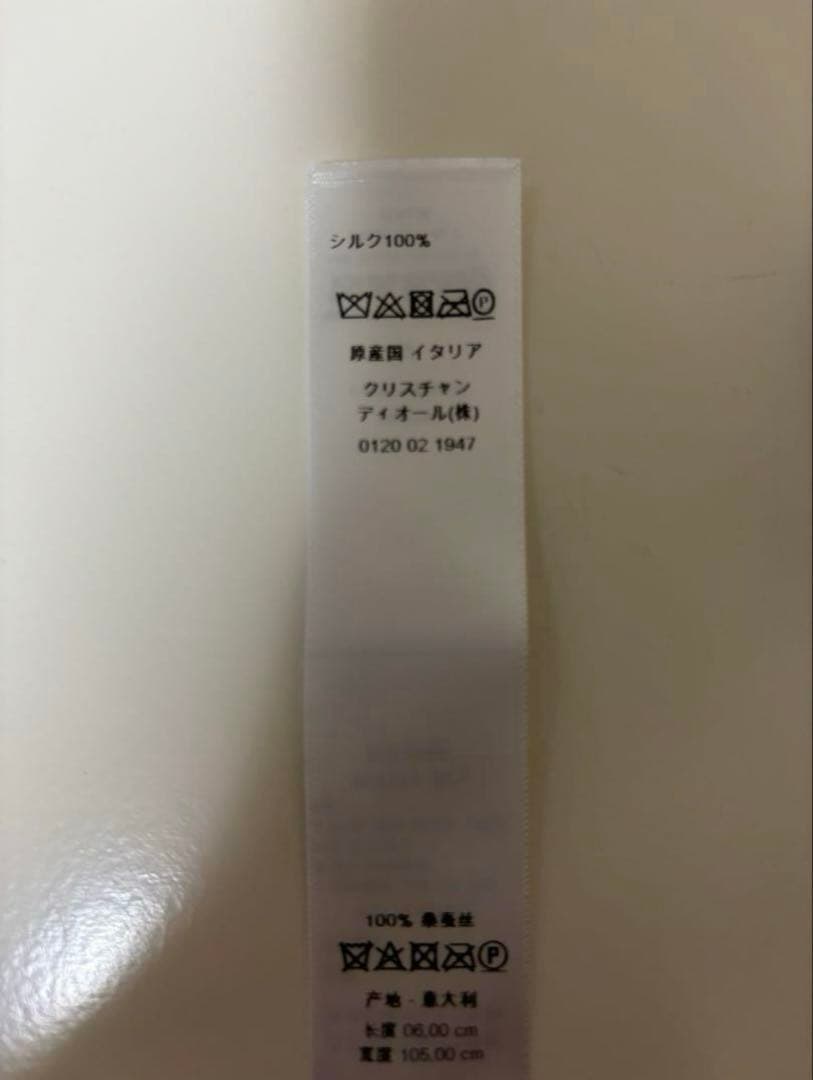 シルク100%
P
原産国 イタリア
クリスチャン
ディオール(株)
0120 02 1947
100% 桑蚕丝
P
产地 - 意大利
长度 06.00 cm
宽度 105.00 cm